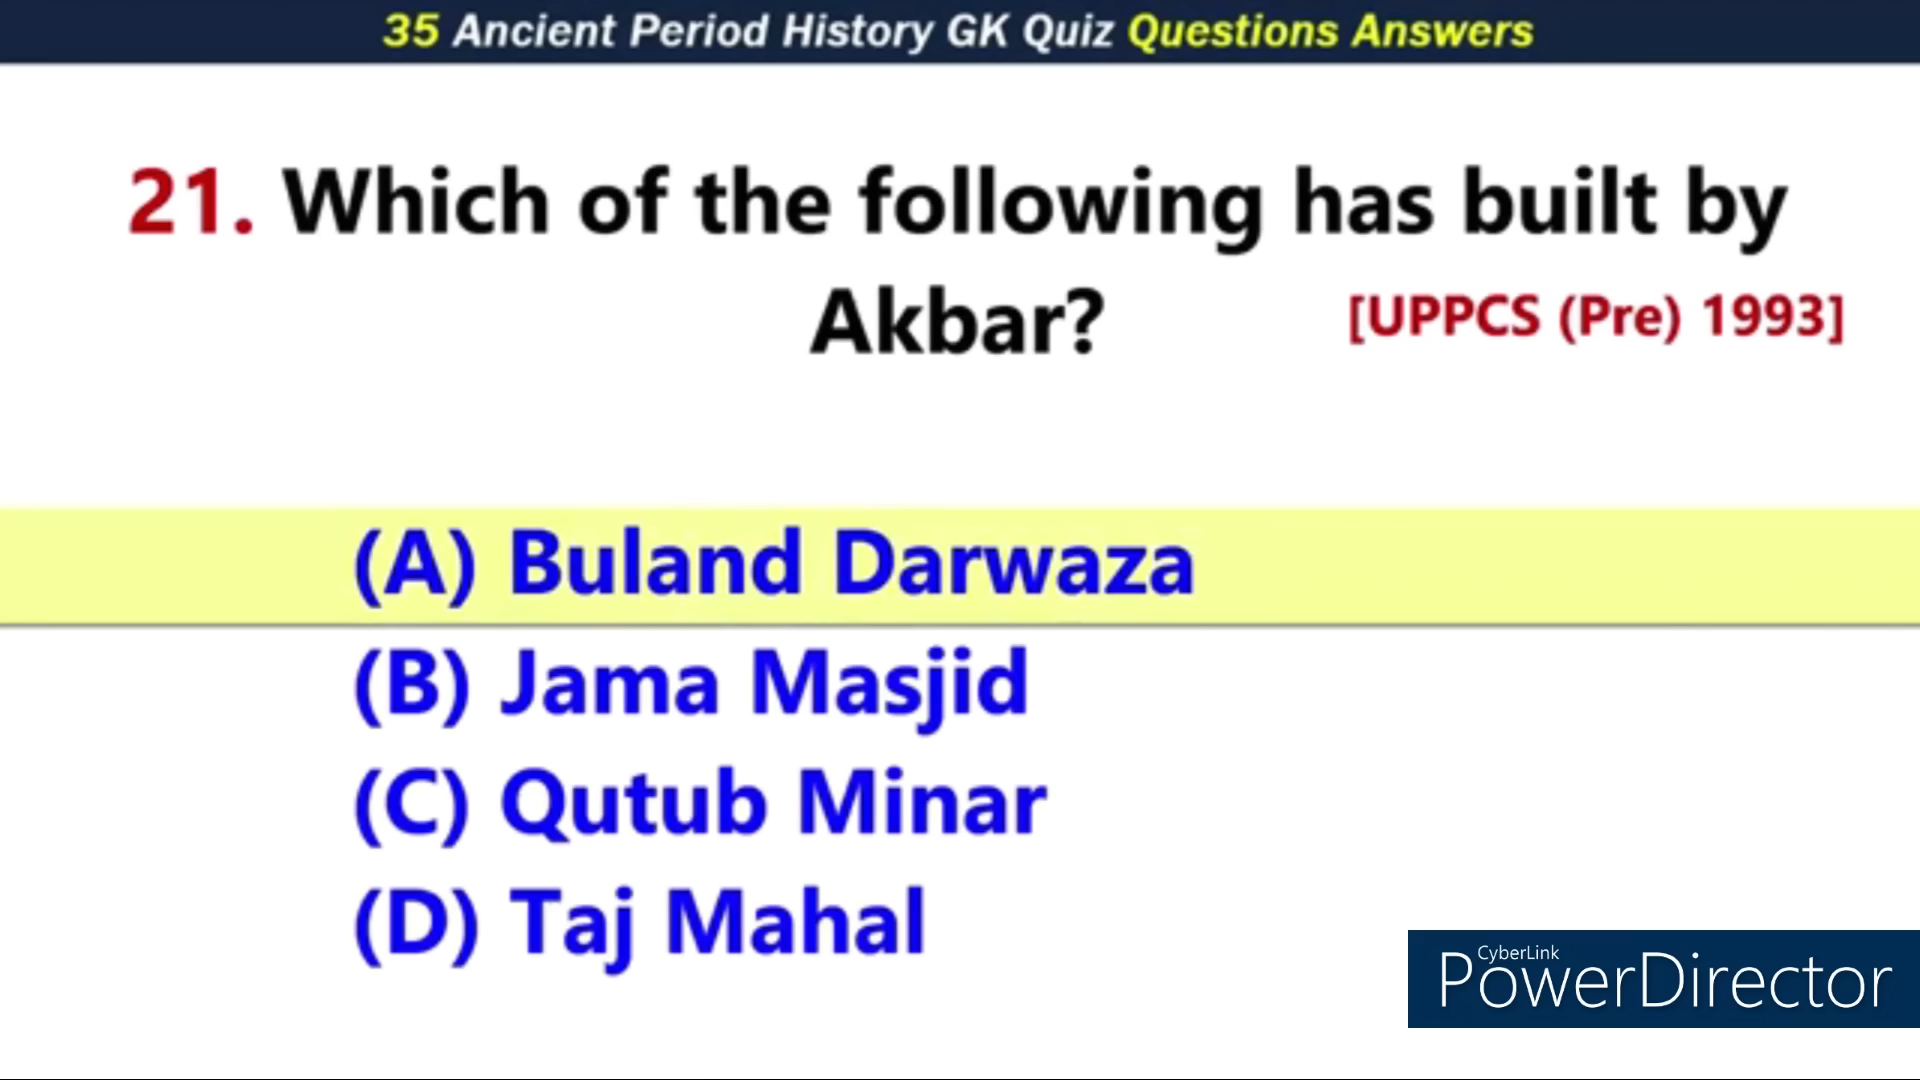 35 Ancient Period History GK Quiz Questions Answers
21. Which of the following has built by
Akbar? [UPPCS (Pre) 1993]
(A) Buland Darwaza
(B) Jama Masjid
(C) Qutub Minar
(D) Taj Mahal
CyberLink
PowerDirector